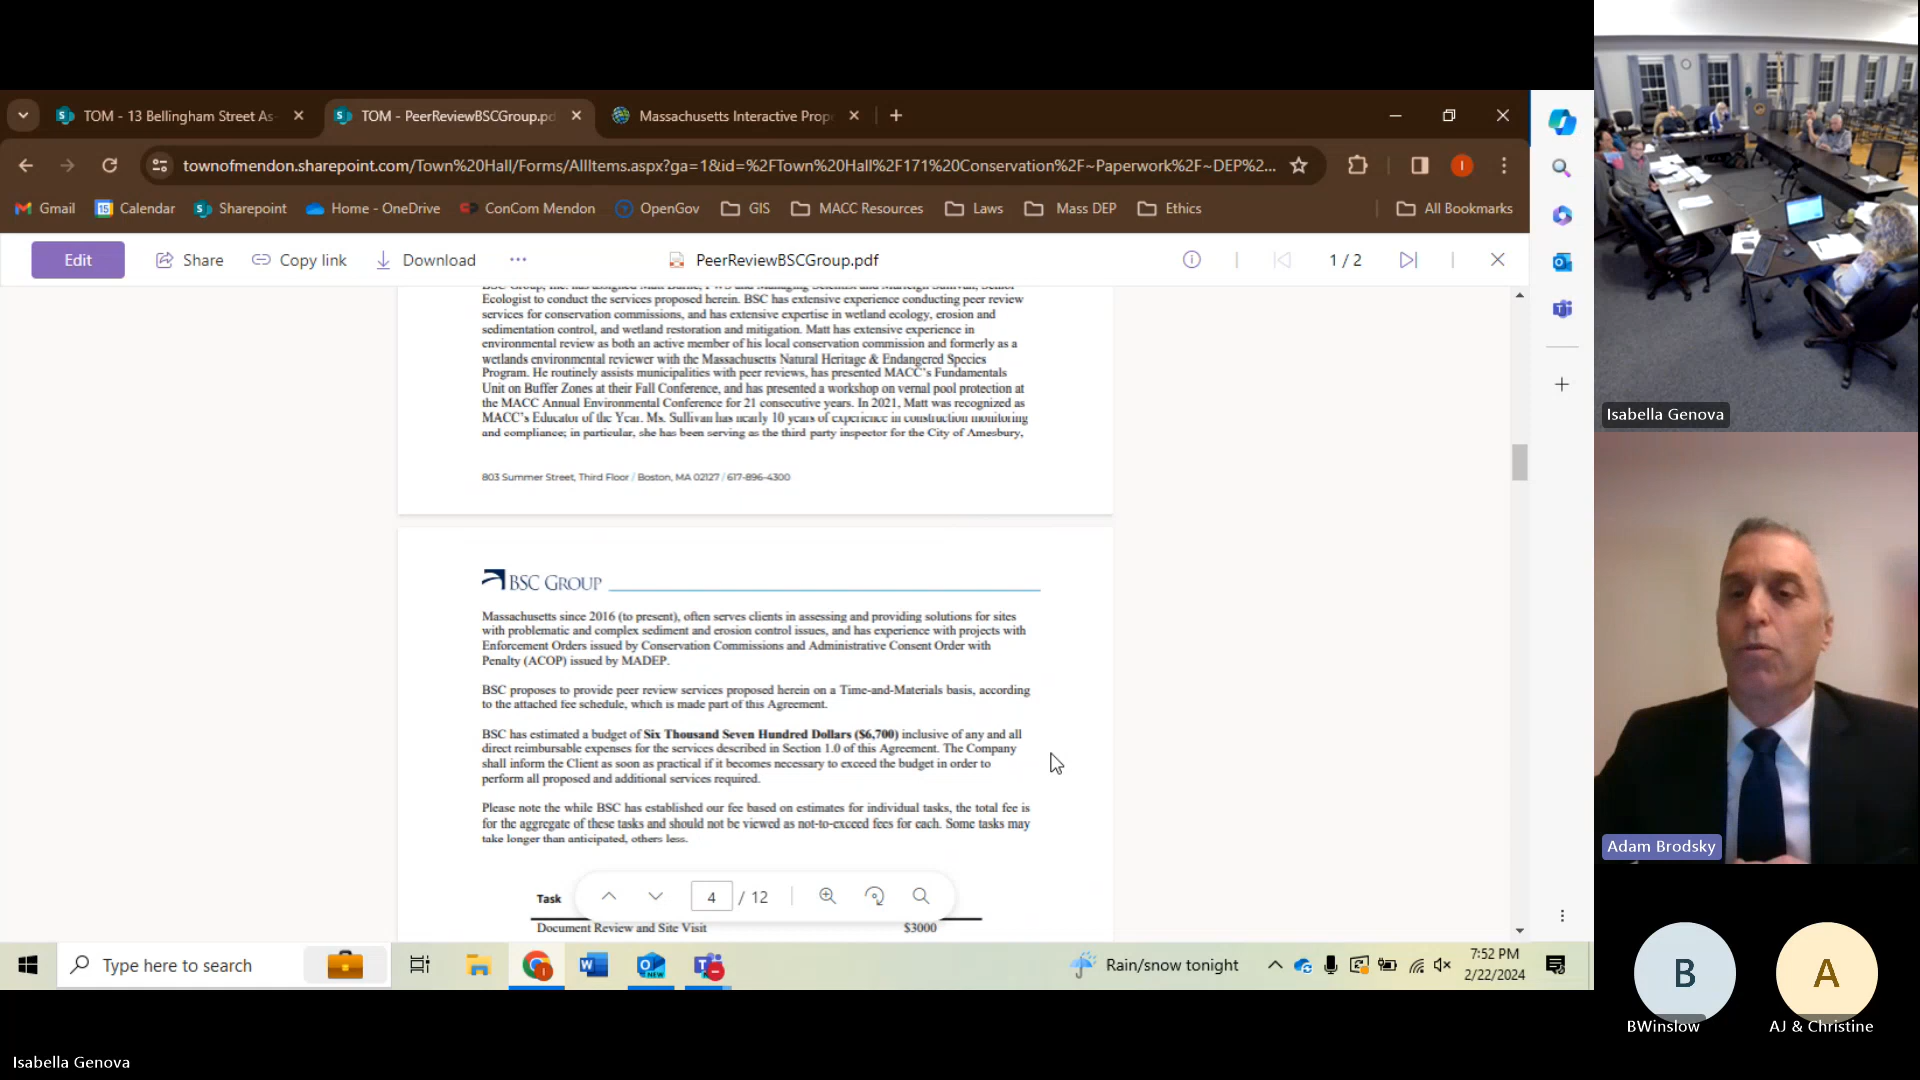 TOM - 13 Bellingham Street As
TOM - PeerReviewBSCGroup.pd
Massachusetts Interactive Prop
townofmendon.sharepoint.com/Town%20Hall/Forms/AllItems.aspx?ga=1&id=%2FTown%20Hall%2F171%20Conservation%2F~Paperwork%2F~DEP%2...
Gmail
Calendar
Sharepoint
Home - OneDrive
ConCom Mendon
OpenGov
GIS
MACC Resources
Laws
Mass DEP
Ethics
All Bookmarks
Edit
Share
Copy link
Download
PeerReviewBSCGroup.pdf
1 / 2
BSC Group, Inc. has assigned Matt Burne, PWS and Managing Scientist and Marleigh Sullivan, Senior
Ecologist to conduct the services proposed herein. BSC has extensive experience conducting peer review
services for conservation commissions, and has extensive expertise in wetland ecology, erosion and
sedimentation control, and wetland restoration and mitigation. Matt has extensive experience in
environmental review as both an active member of his local conservation commission and formerly as a
wetlands environmental reviewer with the Massachusetts Natural Heritage & Endangered Species
Program. He routinely assists municipalities with peer reviews, has presented MACC's Fundamentals
Unit on Buffer Zones at their Fall Conference, and has presented a workshop on vernal pool protection at
the MACC Annual Environmental Conference for 21 consecutive years. In 2021, Matt was recognized as
MACC's Educator of the Year. Ms. Sullivan has nearly 10 years of experience in construction monitoring
and compliance; in particular, she has been serving as the third party inspector for the City of Amesbury,
803 Summer Street, Third Floor / Boston, MA 02127 / 617-896-4300
BSC GROUP
Massachusetts since 2016 (to present), often serves clients in assessing and providing solutions for sites
with problematic and complex sediment and erosion control issues, and has experience with projects with
Enforcement Orders issued by Conservation Commissions and Administrative Consent Order with
Penalty (ACOP) issued by MADEP.
BSC proposes to provide peer review services proposed herein on a Time-and-Materials basis, according
to the attached fee schedule, which is made part of this Agreement.
BSC has estimated a budget of Six Thousand Seven Hundred Dollars ($6,700) inclusive of any and all
direct reimbursable expenses for the services described in Section 1.0 of this Agreement. The Company
shall inform the Client as soon as practical if it becomes necessary to exceed the budget in order to
perform all proposed and additional services required.
Please note the while BSC has established our fee based on estimates for individual tasks, the total fee is
for the aggregate of these tasks and should not be viewed as not-to-exceed fees for each. Some tasks may
take longer than anticipated, others less.
Task
4 / 12
Document Review and Site Visit $3000
Type here to search
Rain/snow tonight
7:52 PM
2/22/2024
Isabella Genova
Adam Brodsky
B
BWinslow
A
AJ & Christine
Isabella Genova